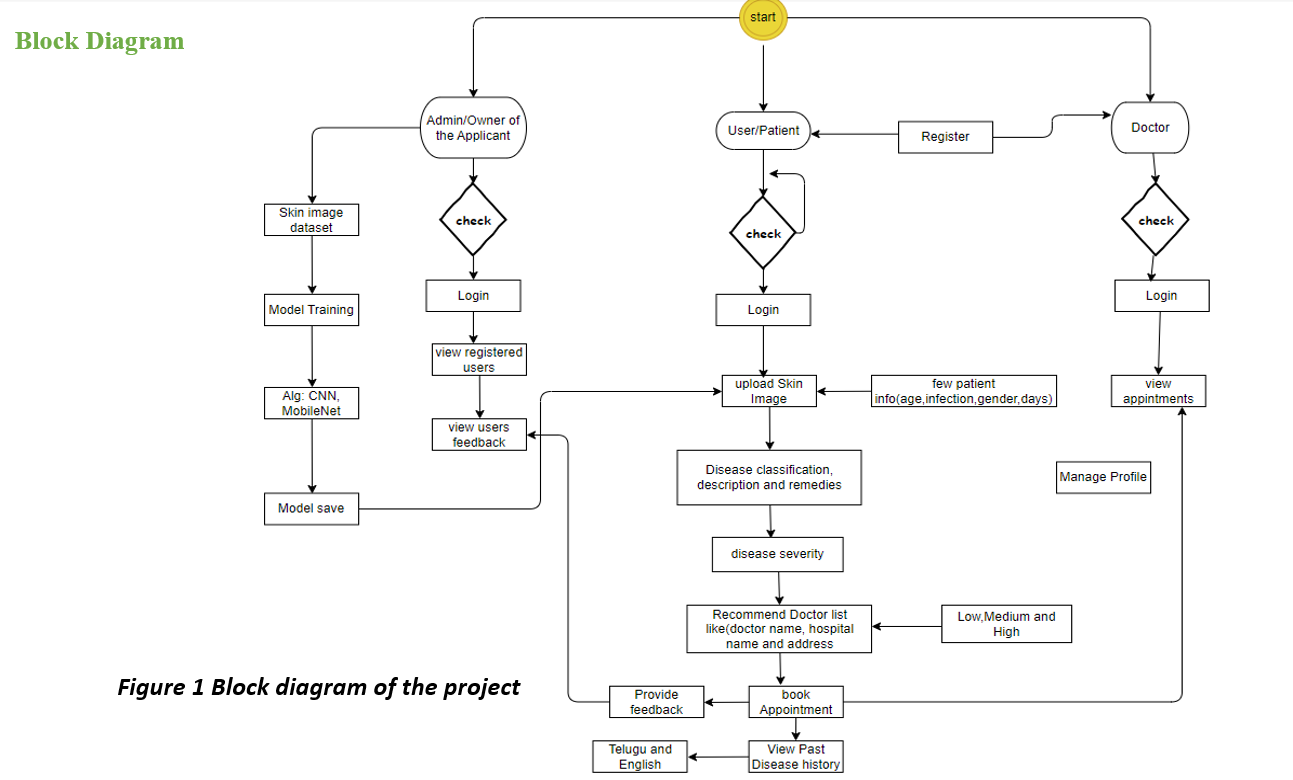 start
Block Diagram
Admin/Owner of
the Applicant
User/Patient
Register
Doctor
Skin image
dataset
check
check
check
Login
Login
Login
Model Training
view registered
users
Alg: CNN,
MobileNet
upload Skin
Image
few patient
info(age,infection,gender,days)
view
appintments
view users
feedback
Disease classification,
description and remedies
Manage Profile
Model save
disease severity
Recommend Doctor list
like(doctor name, hospital
name and address
Low,Medium and
High
Figure 1 Block diagram of the project
Provide
feedback
book
Appointment
Telugu and
English
View Past
Disease history